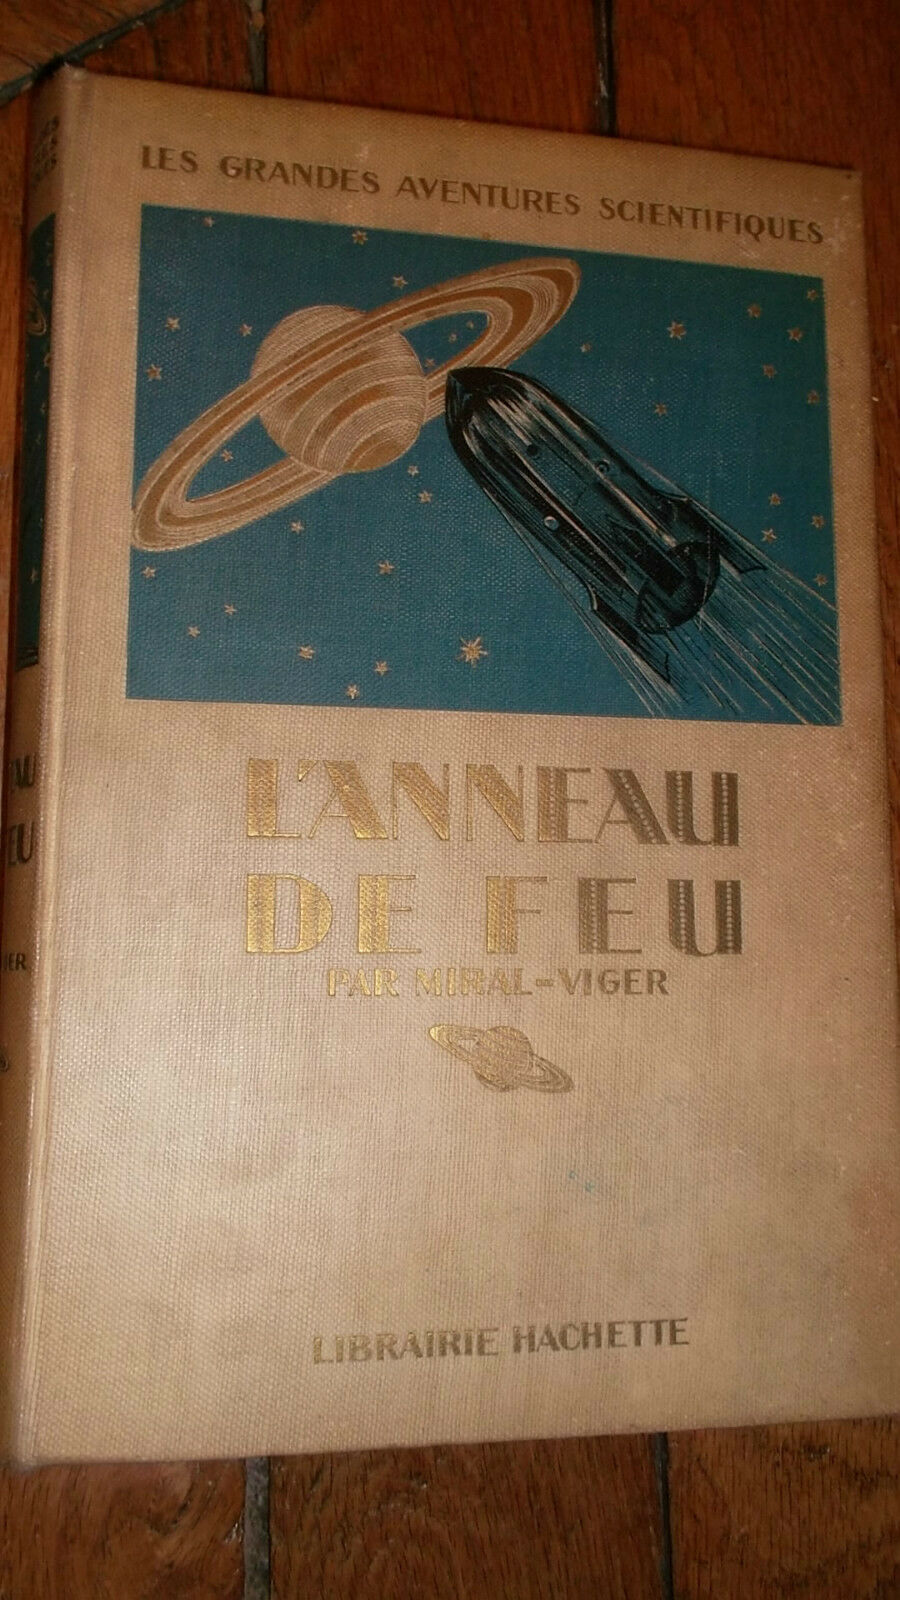 LES GRANDES AVENTURES SCIENTIFIQUES
L'ANNEAU
DE FEU
PAR MIRAL-VIGER
LIBRAIRIE HACHETTE